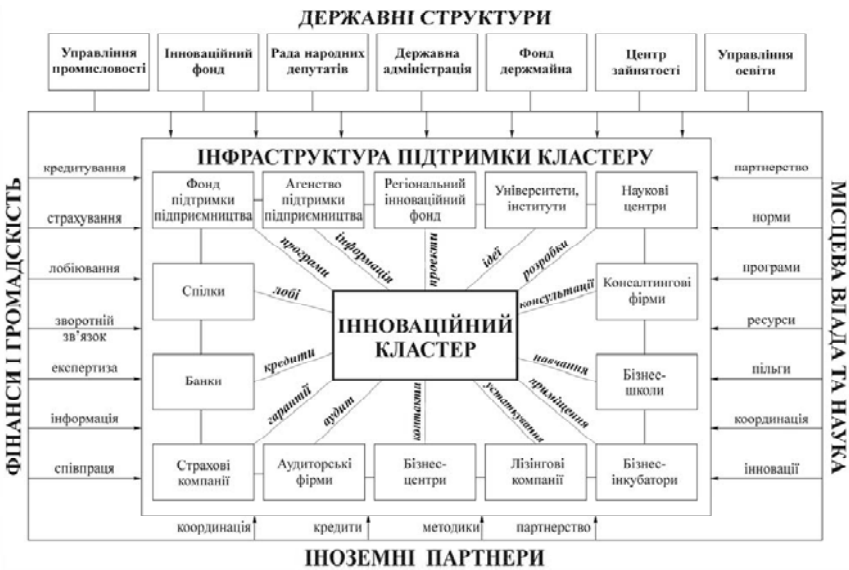 ДЕРЖАВНІ СТРУКТУРИ
Управління
промисловості
Інноваційний
фонд
Рада народних
депутатів
Державна
адміністрація
Фонд
держмайна
Центр
зайнятості
Управління
освіти
ФІНАНСИ І ГРОМАДСКІСТЬ
кредитування
страхування
лобіювання
зворотній
зв’язок
експертиза
інформація
співпраця
ІНФРАСТРУКТУРА ПІДТРИМКИ КЛАСТЕРУ
Фонд
підтримки
підприємництва
Агенство
підтримки
підприємництва
Регіональний
інноваційний
фонд
Університети,
інститути
Наукові
центри
програми
інформація
проекти
ідеї
розробки
Спілки
лобі
ІННОВАЦІЙНИЙ
КЛАСТЕР
консультації
Консалтингові
фірми
Банки
кредити
навчання
Бізнес-
школи
гарантії
аудит
контакти
устаткування
приміщення
Страхові
компанії
Аудиторські
фірми
Бізнес-
центри
Лізингові
компанії
Бізнес-
інкубатори
партнерство
норми
програми
ресурси
пільги
координація
інновації
МІСЦЕВА ВЛАДА ТА НАУКА
координація
кредити
методики
партнерство
ІНОЗЕМНІ ПАРТНЕРИ